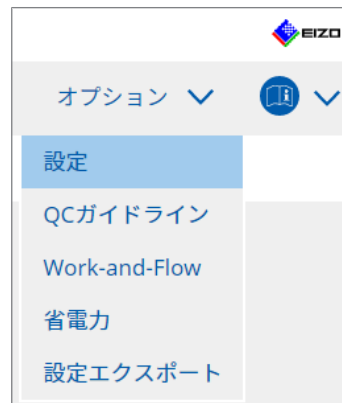 EIZO
オプション
設定
QCガイドライン
Work-and-Flow
省電力
設定エクスポート